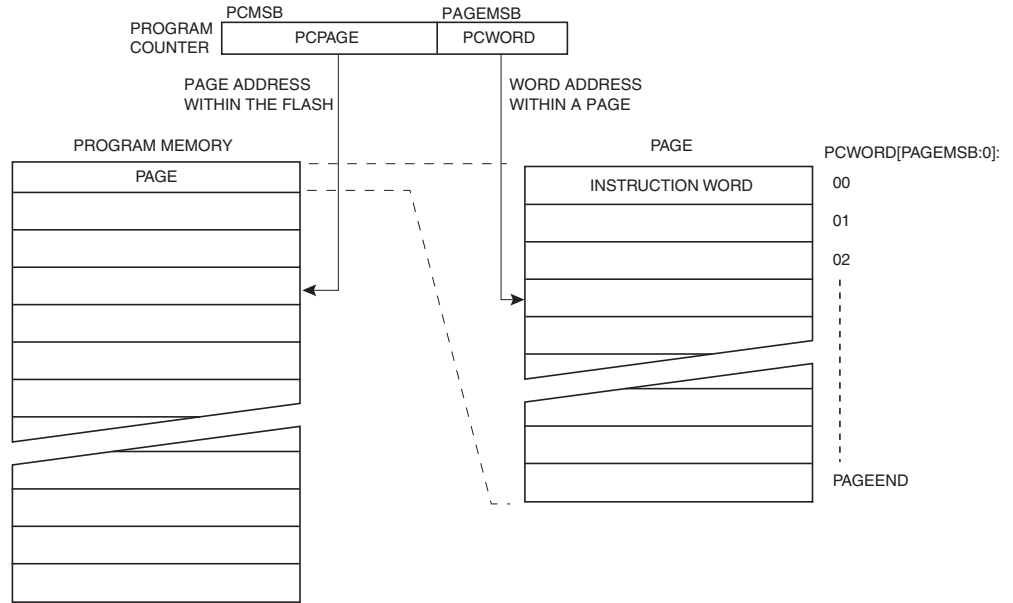 PCMSB
PAGEMSB
PROGRAM
COUNTER
PCPAGE
PCWORD
PAGE ADDRESS
WITHIN THE FLASH
WORD ADDRESS
WITHIN A PAGE
PROGRAM MEMORY
PAGE
PAGE
INSTRUCTION WORD
PCWORD[PAGEMSB:0]:
00
01
02
PAGEEND